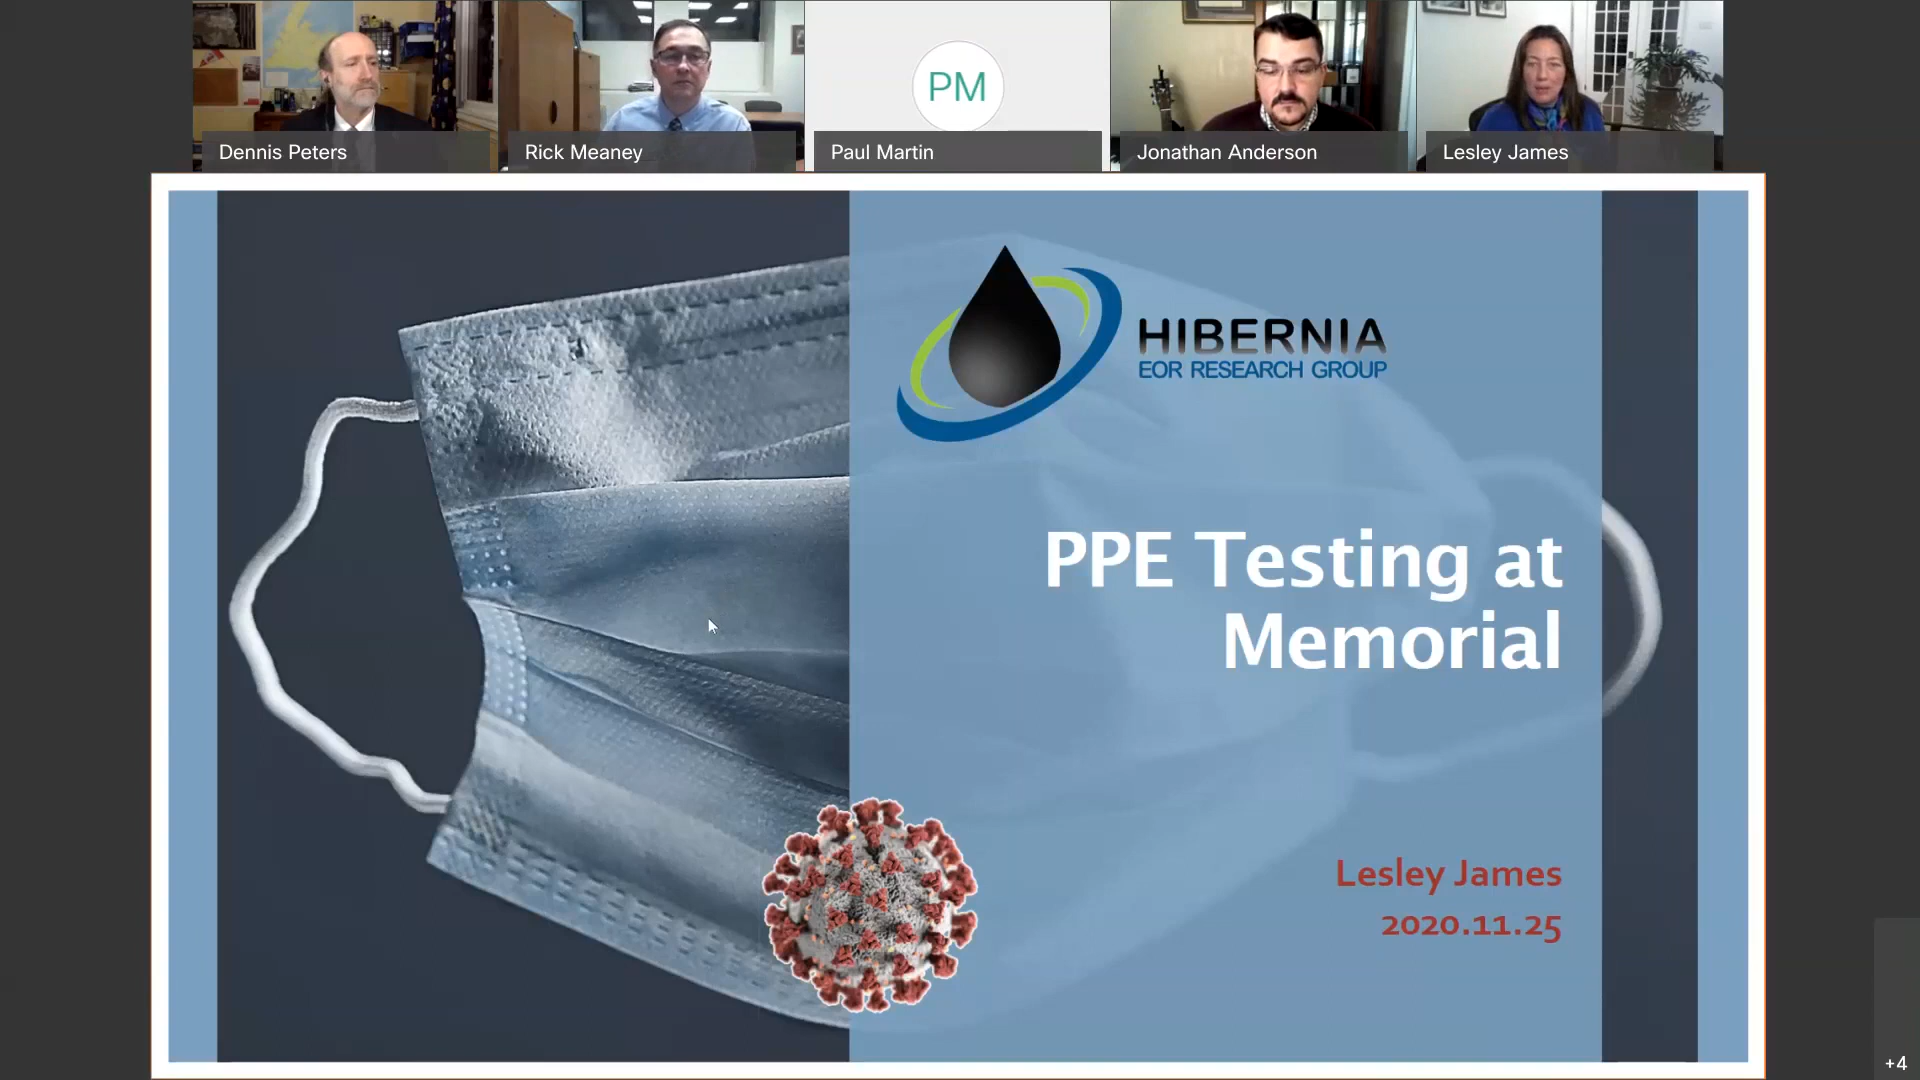 Dennis Peters
Rick Meaney
PM
Paul Martin
Jonathan Anderson
Lesley James
HIBERNIA
EOR RESEARCH GROUP
PPE Testing at
Memorial
Lesley James
2020.11.25
+4